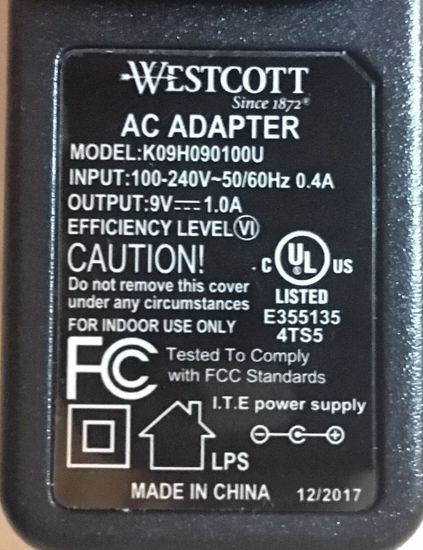 WESTCOTT
Since 1872®
AC ADAPTER
MODEL:K09H090100U
INPUT:100-240V~50/60Hz 0.4A
OUTPUT:9V⎓1.0A
EFFICIENCY LEVEL VI
CAUTION!
Do not remove this cover
under any circumstances
FOR INDOOR USE ONLY
c UL® US
LISTED
E355135
4TS5
FC Tested To Comply
with FCC Standards
I.T.E power supply
LPS
MADE IN CHINA 12/2017